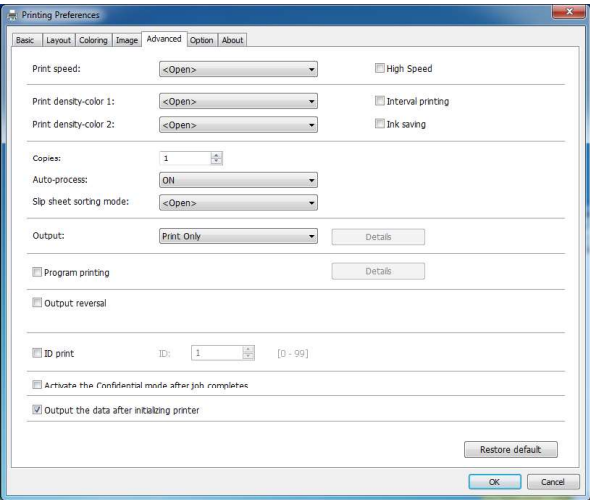 Printing Preferences
Basic Layout Coloring Image Advanced Option About
Print speed: <Open> High Speed
Print density-color 1: <Open> Interval printing
Print density-color 2: <Open> Ink saving
Copies: 1
Auto-process: ON
Slip sheet sorting mode: <Open>
Output: Print Only Details
Program printing Details
Output reversal
ID print ID: 1 [0 - 99]
Activate the Confidential mode after job completes
Output the data after initializing printer
Restore default
OK Cancel